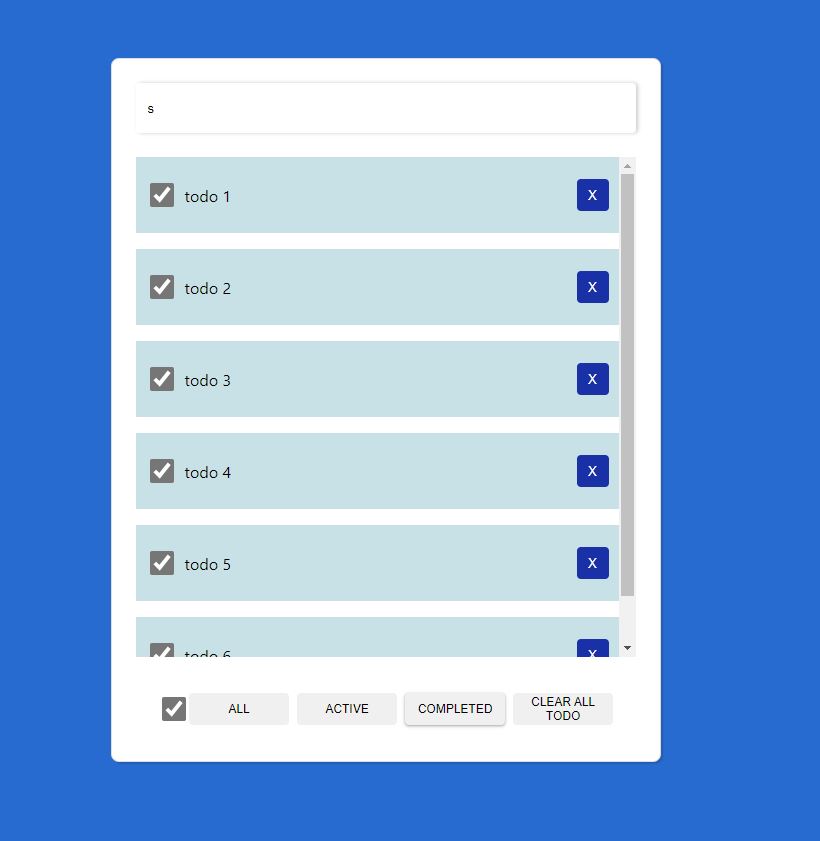 s
todo 1 X
todo 2 X
todo 3 X
todo 4 X
todo 5 X
todo 6 X
ALL ACTIVE COMPLETED CLEAR ALL
TODO